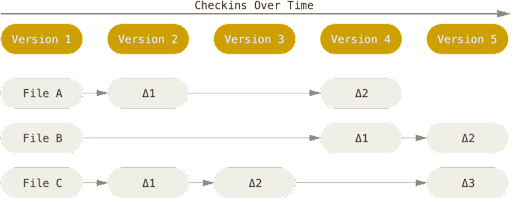 Checkins Over Time
Version 1 Version 2 Version 3 Version 4 Version 5
File A Δ1 Δ2
File B Δ1 Δ2
File C Δ1 Δ2 Δ3